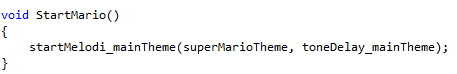 void StartMario()
{
    startMelodi_mainTheme(superMarioTheme, toneDelay_mainTheme);
}